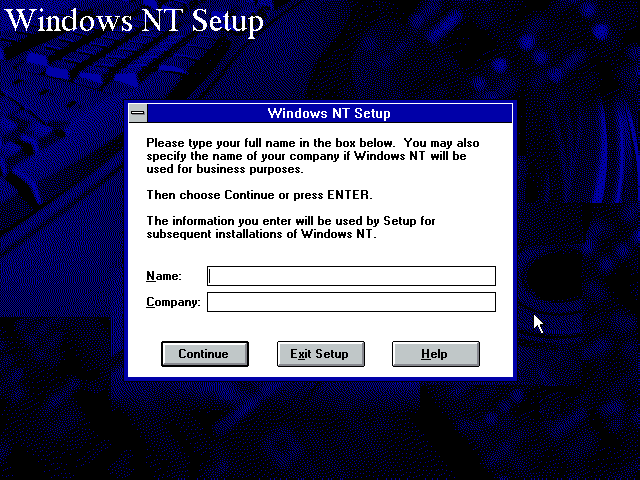 Windows NT Setup
Windows NT Setup
Please type your full name in the box below. You may also
specify the name of your company if Windows NT will be
used for business purposes.
Then choose Continue or press ENTER.
The information you enter will be used by Setup for
subsequent installations of Windows NT.
Name:
Company:
Continue
Exit Setup
Help